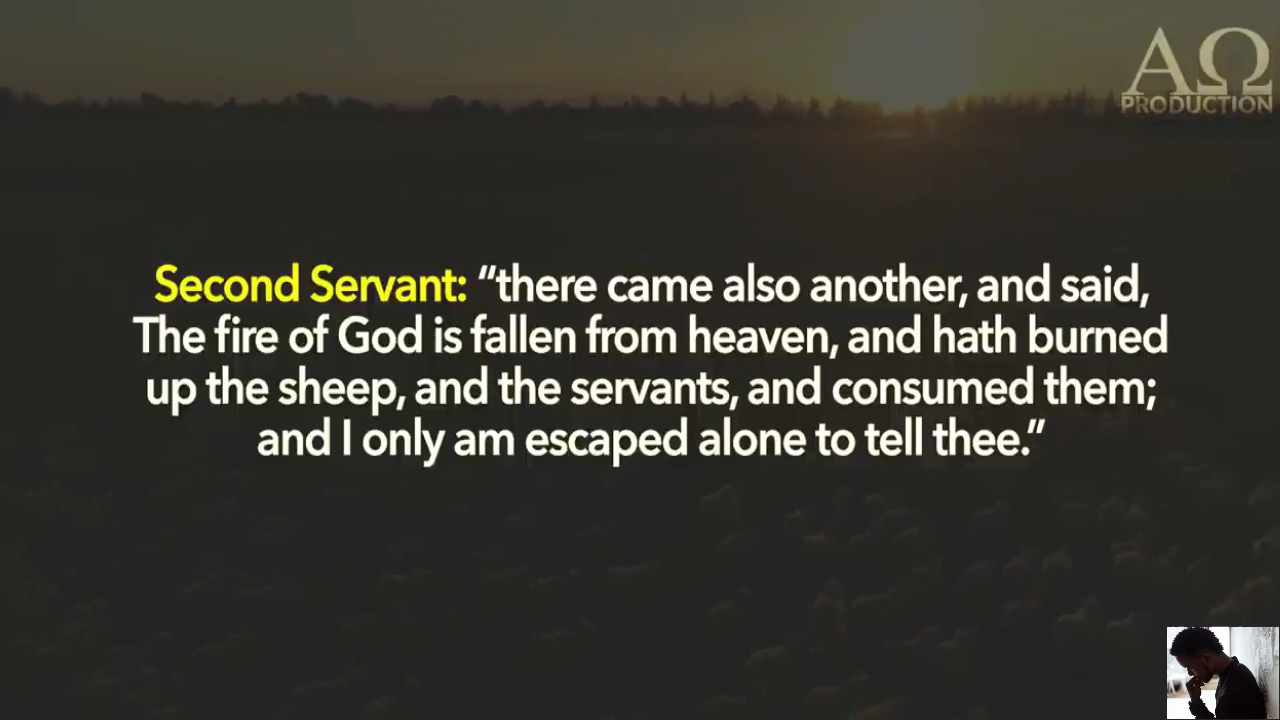 ΑΩ
PRODUCTION
Second Servant: “there came also another, and said,
The fire of God is fallen from heaven, and hath burned
up the sheep, and the servants, and consumed them;
and I only am escaped alone to tell thee.”